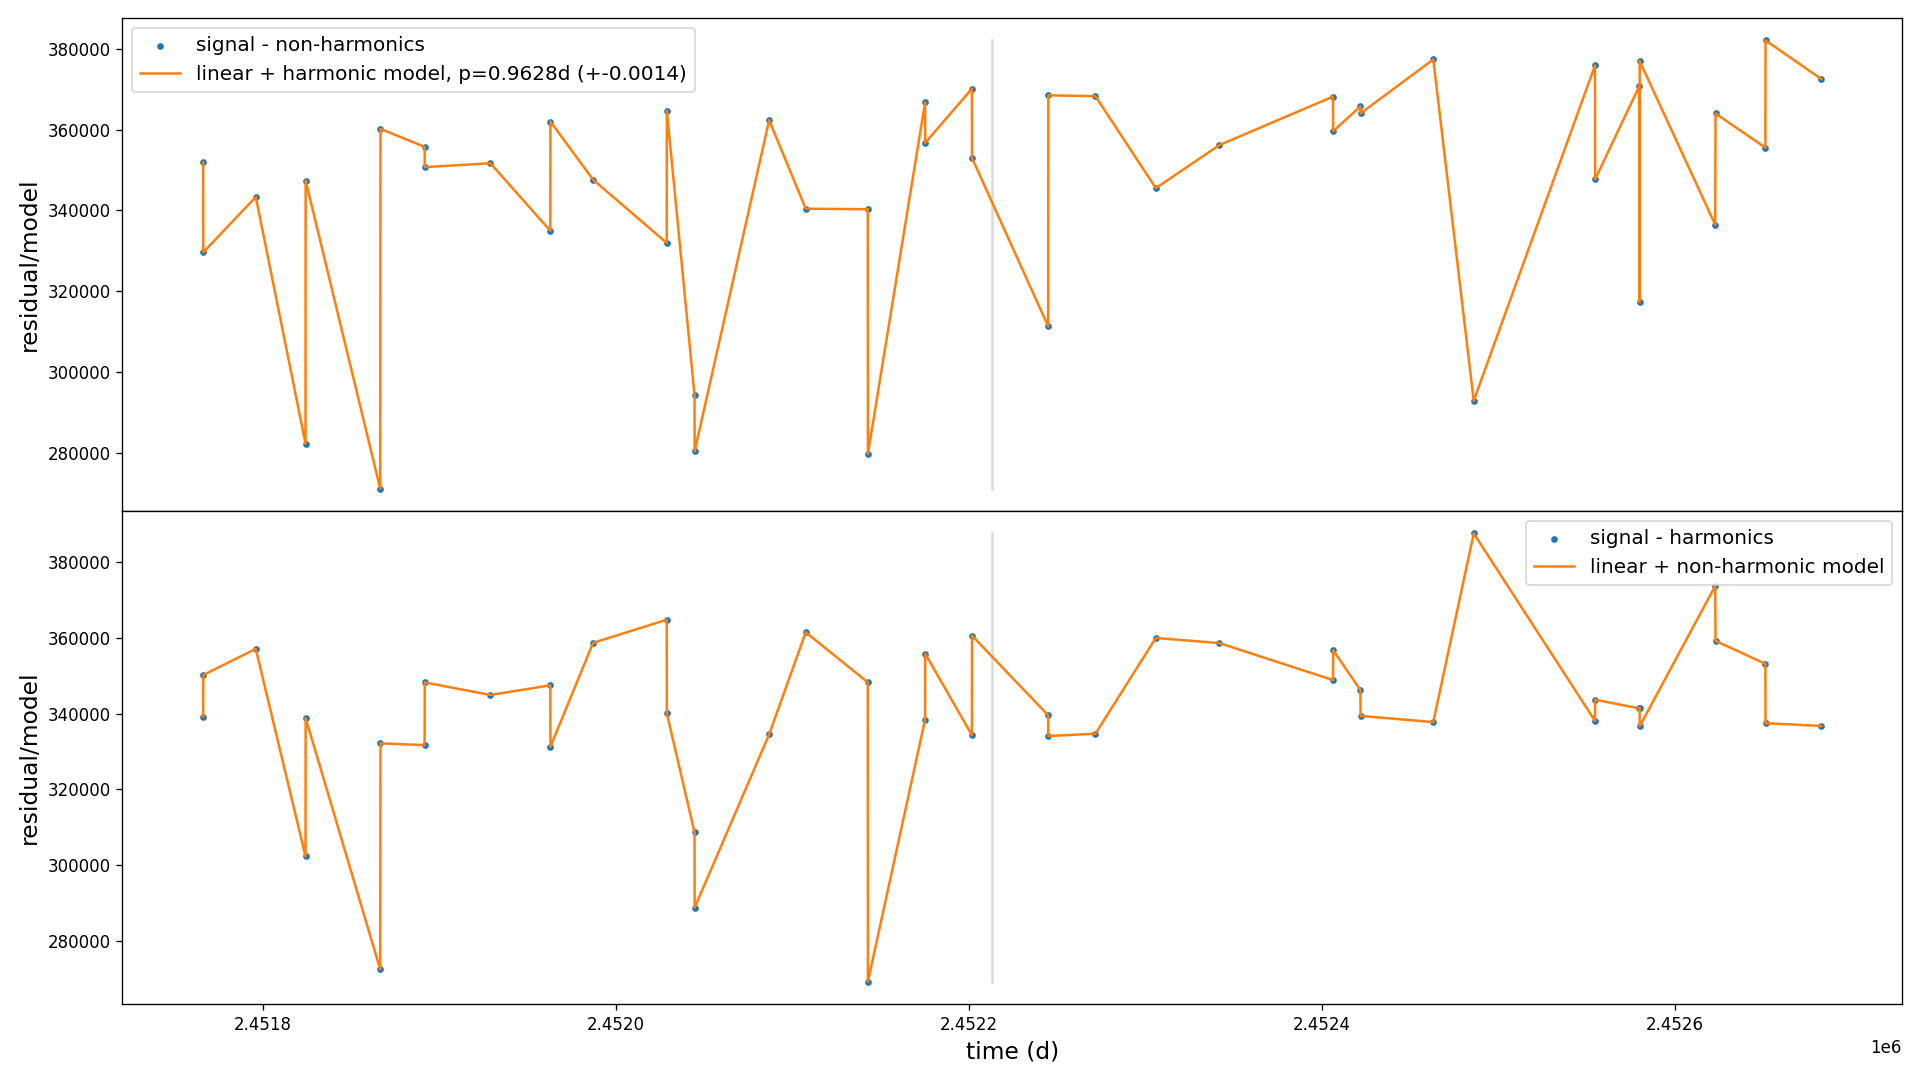 signal - non-harmonics
linear + harmonic model, p=0.9628d (+-0.0014)
380000
360000
340000
320000
300000
280000
residual/model
signal - harmonics
linear + non-harmonic model
380000
360000
340000
320000
300000
280000
residual/model
2.4518 2.4520 2.4522 2.4524 2.4526
time (d)
1e6